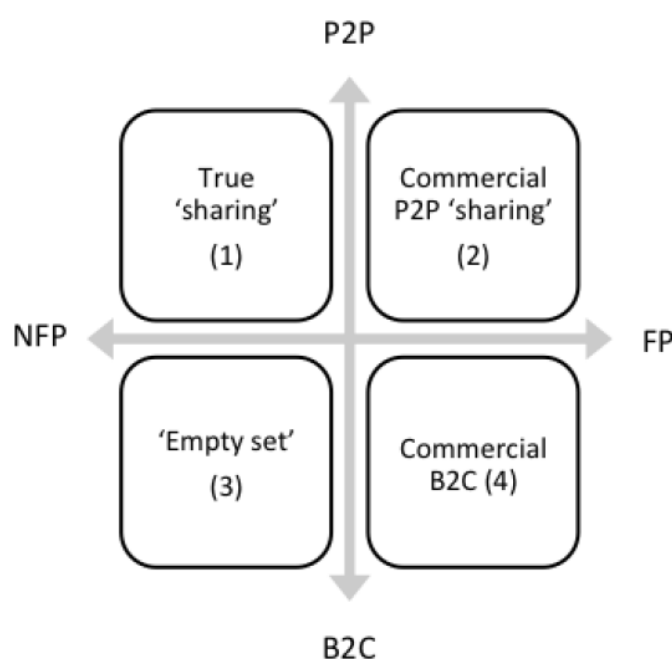 P2P
True
‘sharing’
(1)
Commercial
P2P ‘sharing’
(2)
NFP
FP
‘Empty set’
(3)
Commercial
B2C (4)
B2C